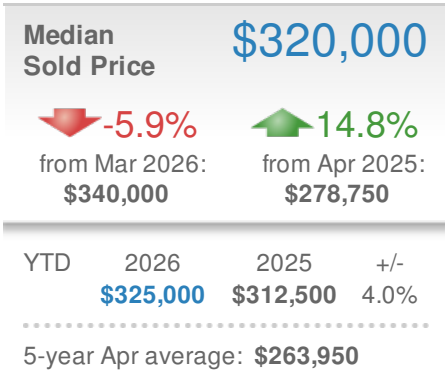 Median $320,000
Sold Price
-5.9% 14.8%
from Mar 2026: from Apr 2025:
$340,000 $278,750
YTD 2026 2025 +/-
$325,000 $312,500 4.0%
5-year Apr average: $263,950